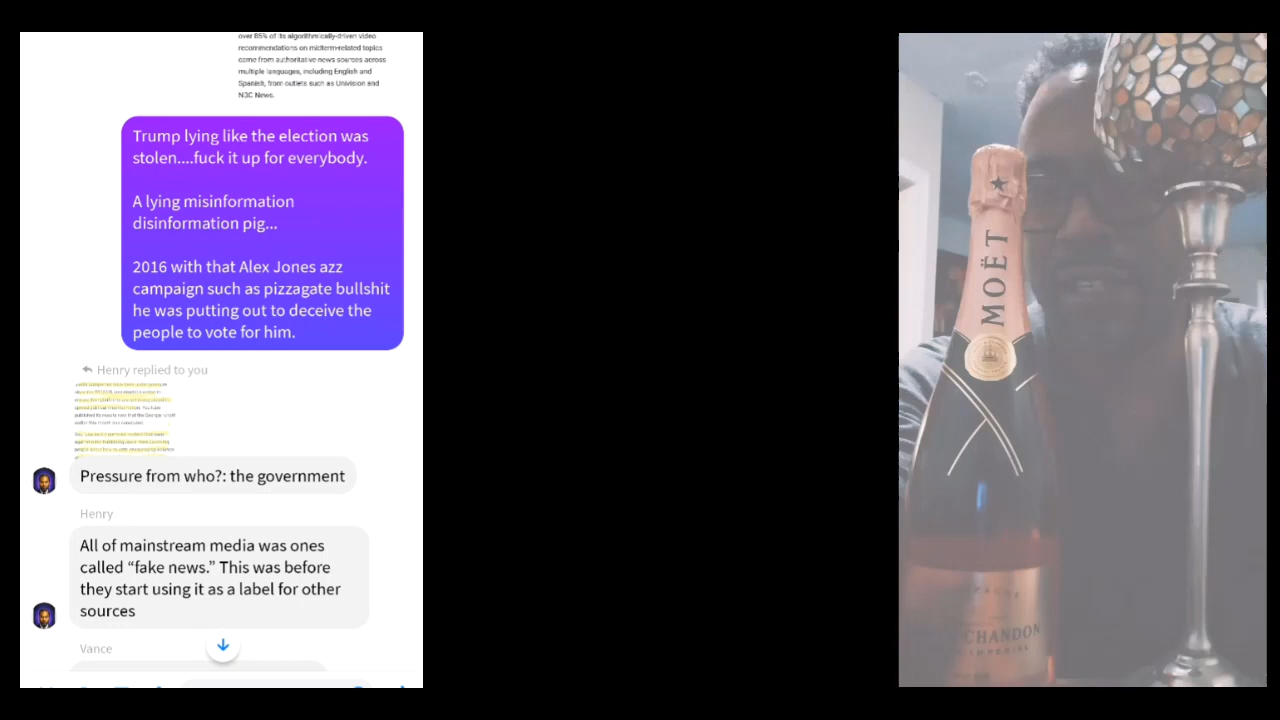 over 85% of its algorithmically-driven video
recommendations on midterm-related topics
came from authoritative news sources across
multiple languages, including English and
Spanish, from outlets such as Univision and
NBC News.
Trump lying like the election was
stolen....fuck it up for everybody.
A lying misinformation
disinformation pig...
2016 with that Alex Jones azz
campaign such as pizzagate bullshit
he was putting out to deceive the
people to vote for him.
Henry replied to you
Pressure from who?: the government
Henry
All of mainstream media was ones
called “fake news.” This was before
they start using it as a label for other
sources
Vance
MOËT
CHANDON
IMPERIAL